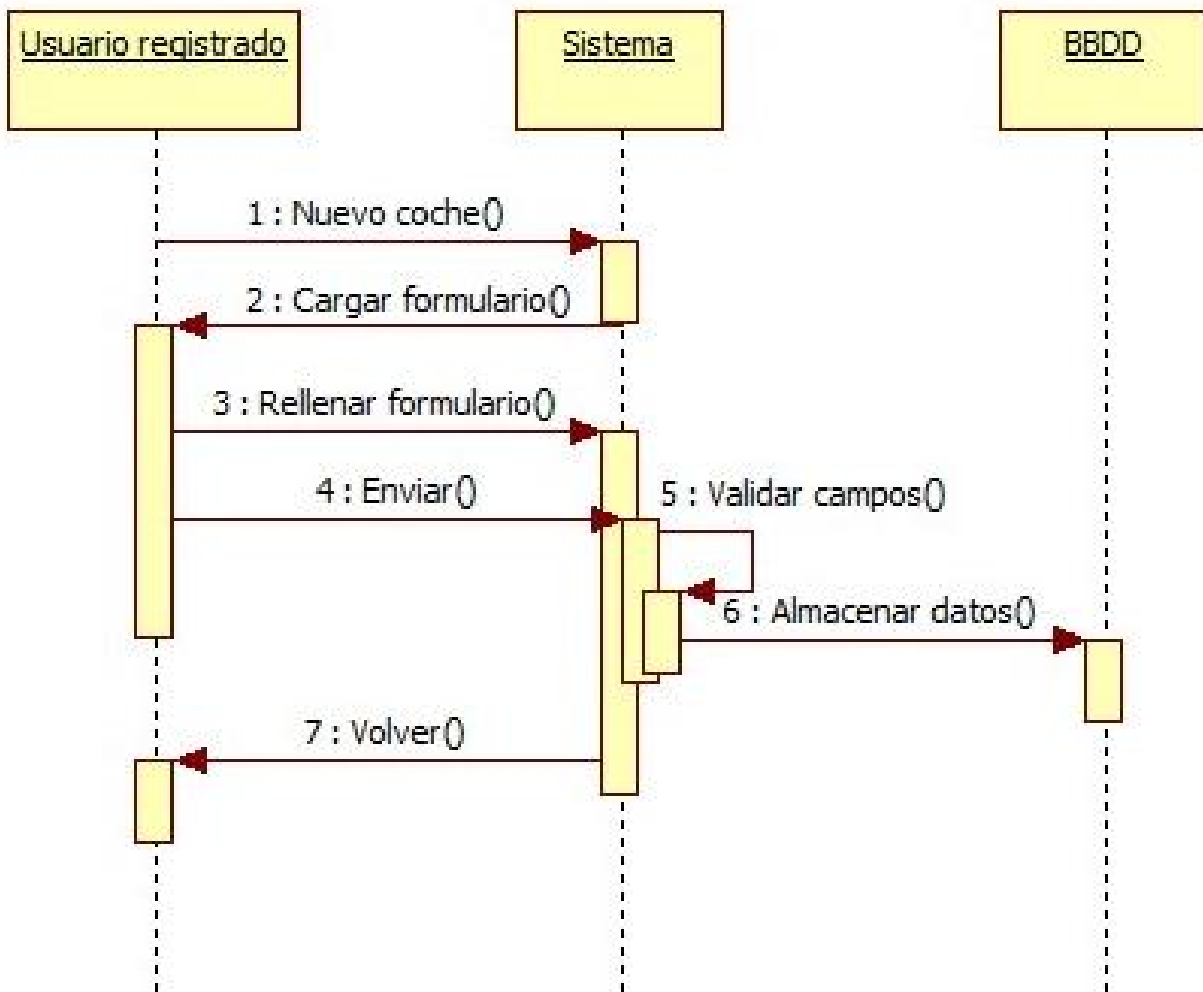 Usuario registrado
Sistema
BBDD
1 : Nuevo coche()
2 : Cargar formulario()
3 : Rellenar formulario()
4 : Enviar()
5 : Validar campos()
6 : Almacenar datos()
7 : Volver()